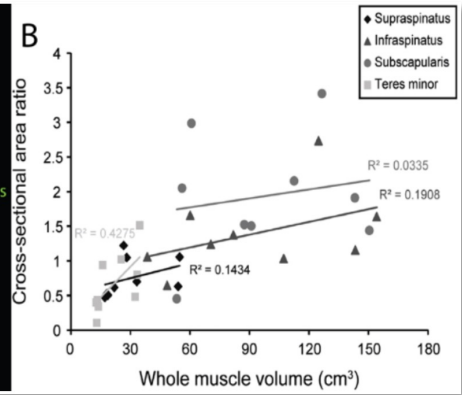 B
Supraspinatus
Infraspinatus
Subscapularis
Teres minor
Cross-sectional area ratio
4
3.5
3
2.5
2
1.5
1
0.5
0
s
R² = 0.0335
R² = 0.1908
R² = 0.4275
R² = 0.1434
0 30 60 90 120 150 180
Whole muscle volume (cm³)